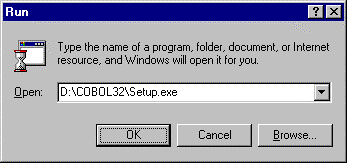 Run
Type the name of a program, folder, document, or Internet
resource, and Windows will open it for you.
Open: D:\COBOL32\Setup.exe
OK Cancel Browse...